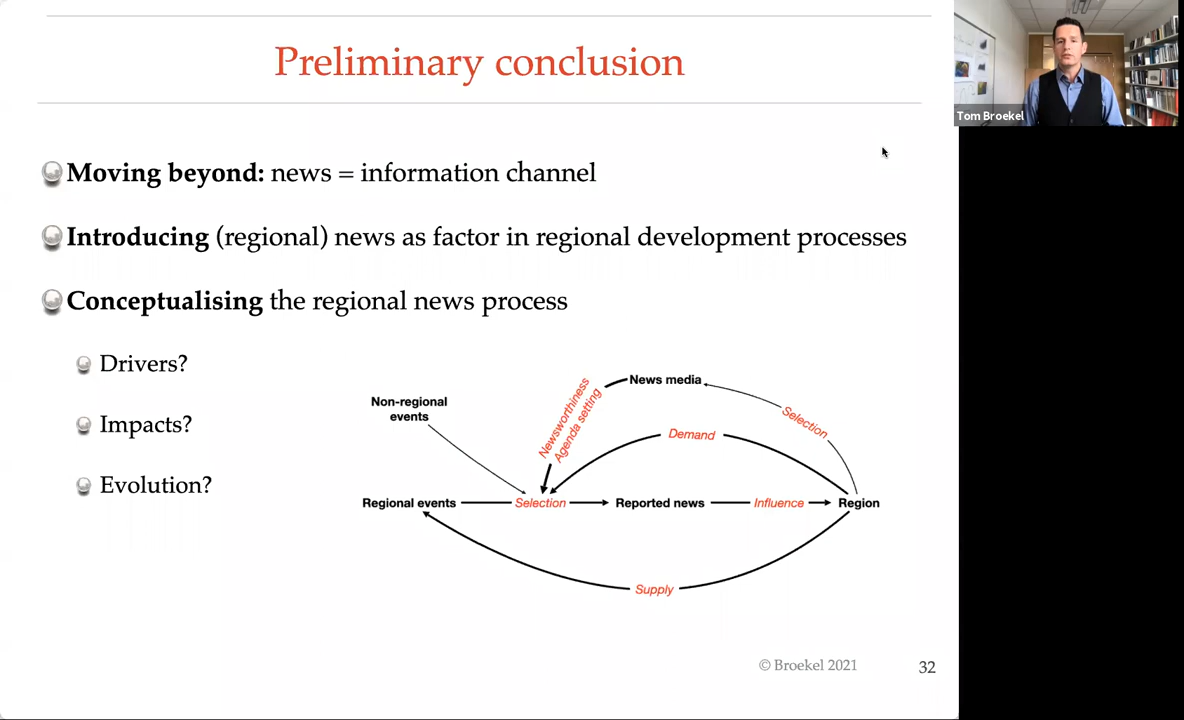 Preliminary conclusion
Tom Broekel
Moving beyond: news = information channel
Introducing (regional) news as factor in regional development processes
Conceptualising the regional news process
Drivers?
Impacts?
Evolution?
Non-regional
events
Newsworthiness
Agenda setting
News media
Selection
Demand
Regional events
Selection
Reported news
Influence
Region
Supply
© Broekel 2021
32